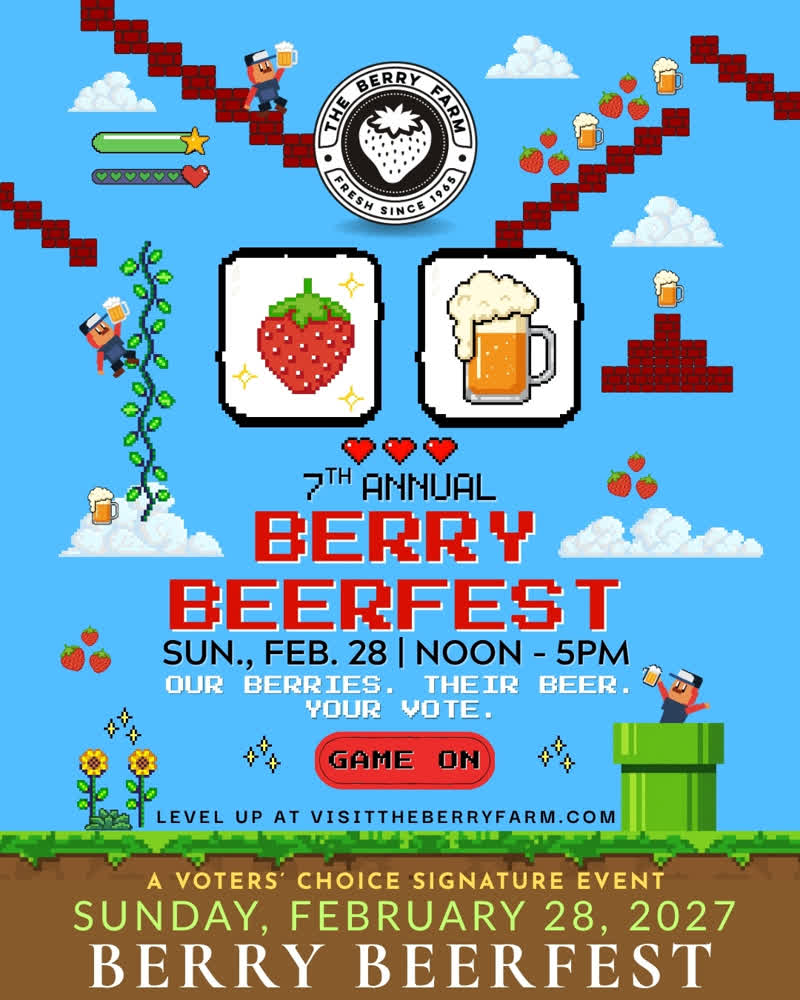 THE BERRY FARM
FRESH SINCE 1965
7TH ANNUAL
BERRY
BEERFEST
SUN., FEB. 28 | NOON - 5PM
OUR BERRIES. THEIR BEER.
YOUR VOTE.
GAME ON
LEVEL UP AT VISITTHEBERRYFARM.COM
A VOTERS' CHOICE SIGNATURE EVENT
SUNDAY, FEBRUARY 28, 2027
BERRY BEERFEST